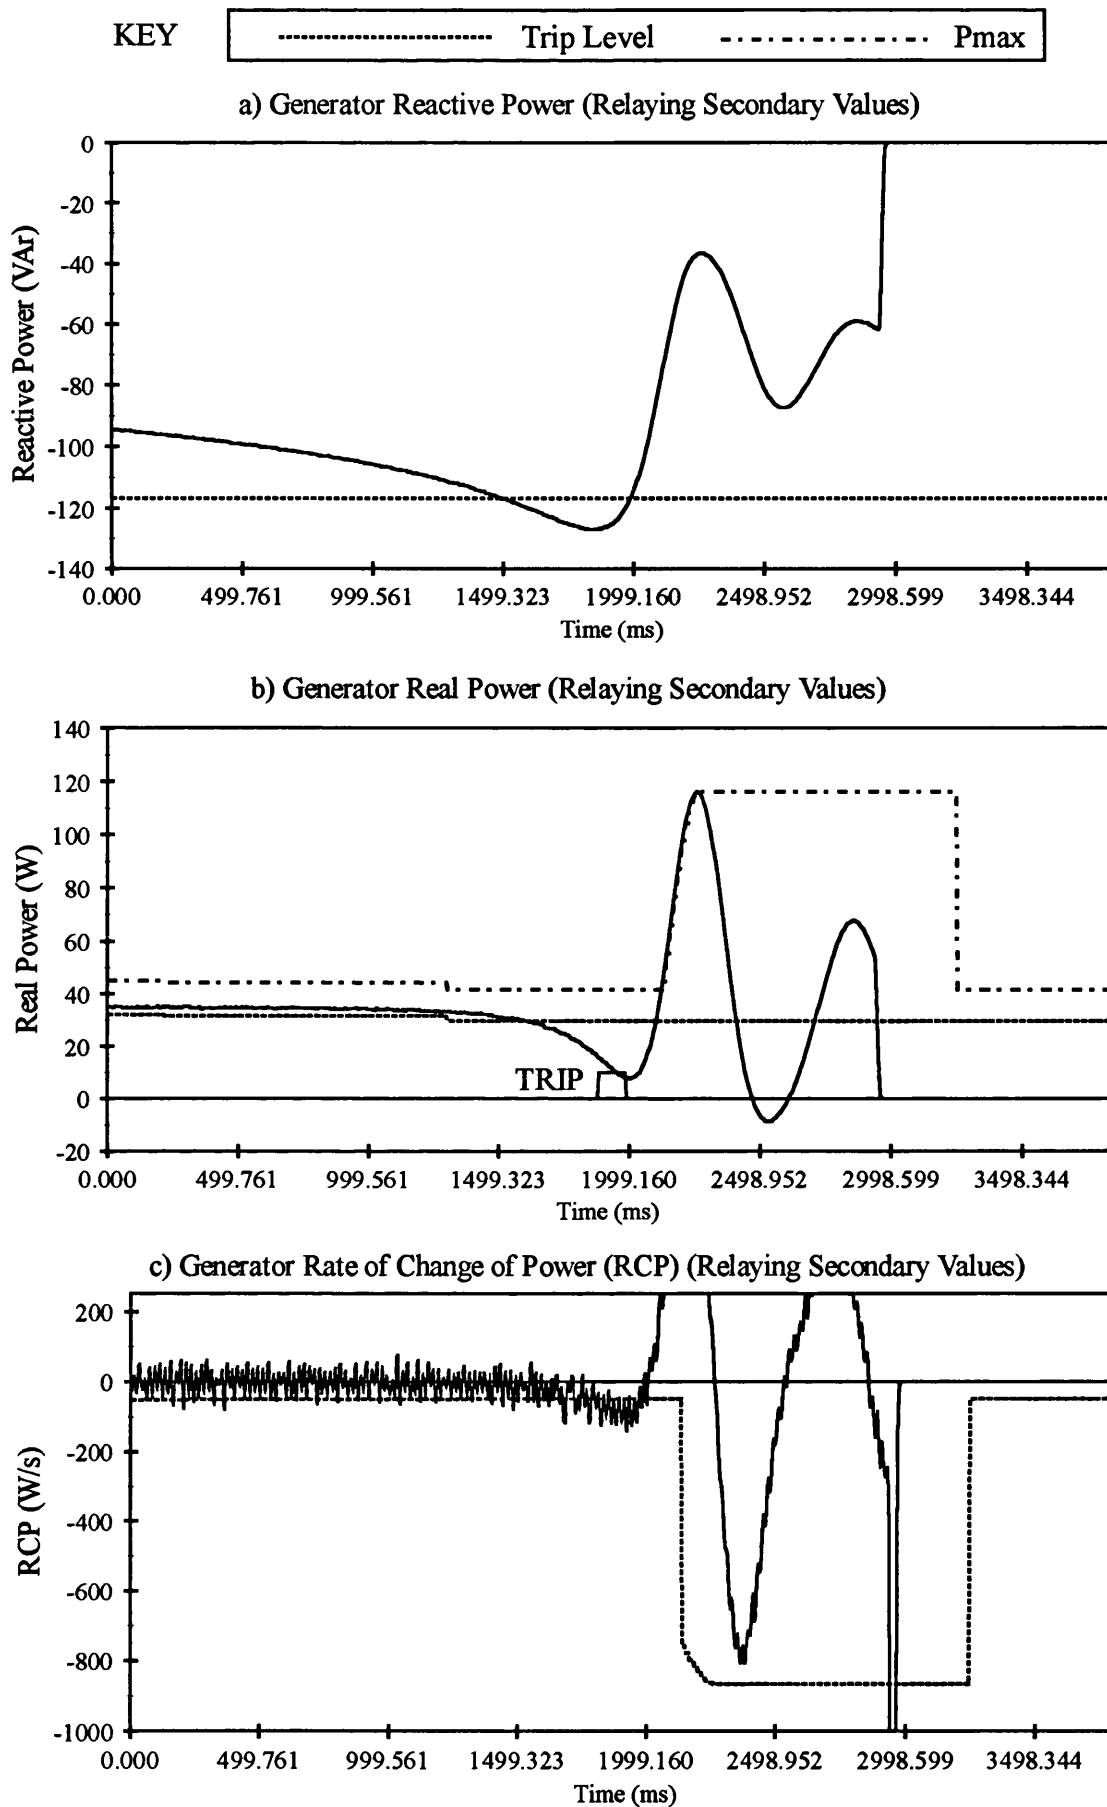 KEY
Trip Level
Pmax
a) Generator Reactive Power (Relaying Secondary Values)
0
-20
-40
-60
-80
-100
-120
-140
Reactive Power (VAr)
0.000 499.761 999.561 1499.323 1999.160 2498.952 2998.599 3498.344
Time (ms)
b) Generator Real Power (Relaying Secondary Values)
140
120
100
80
60
40
20
0
-20
Real Power (W)
TRIP
0.000 499.761 999.561 1499.323 1999.160 2498.952 2998.599 3498.344
Time (ms)
c) Generator Rate of Change of Power (RCP) (Relaying Secondary Values)
200
0
-200
-400
-600
-800
-1000
RCP (W/s)
0.000 499.761 999.561 1499.323 1999.160 2498.952 2998.599 3498.344
Time (ms)